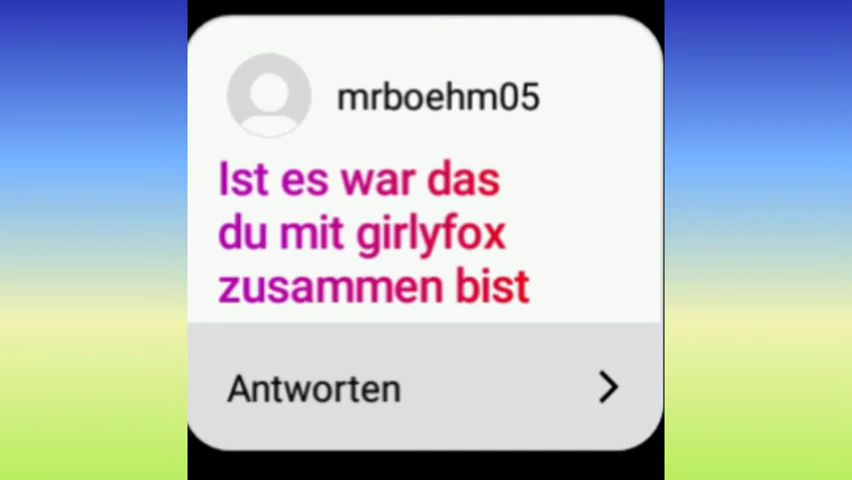 mrboehm05
Ist es war das
du mit girlyfox
zusammen bist
Antworten